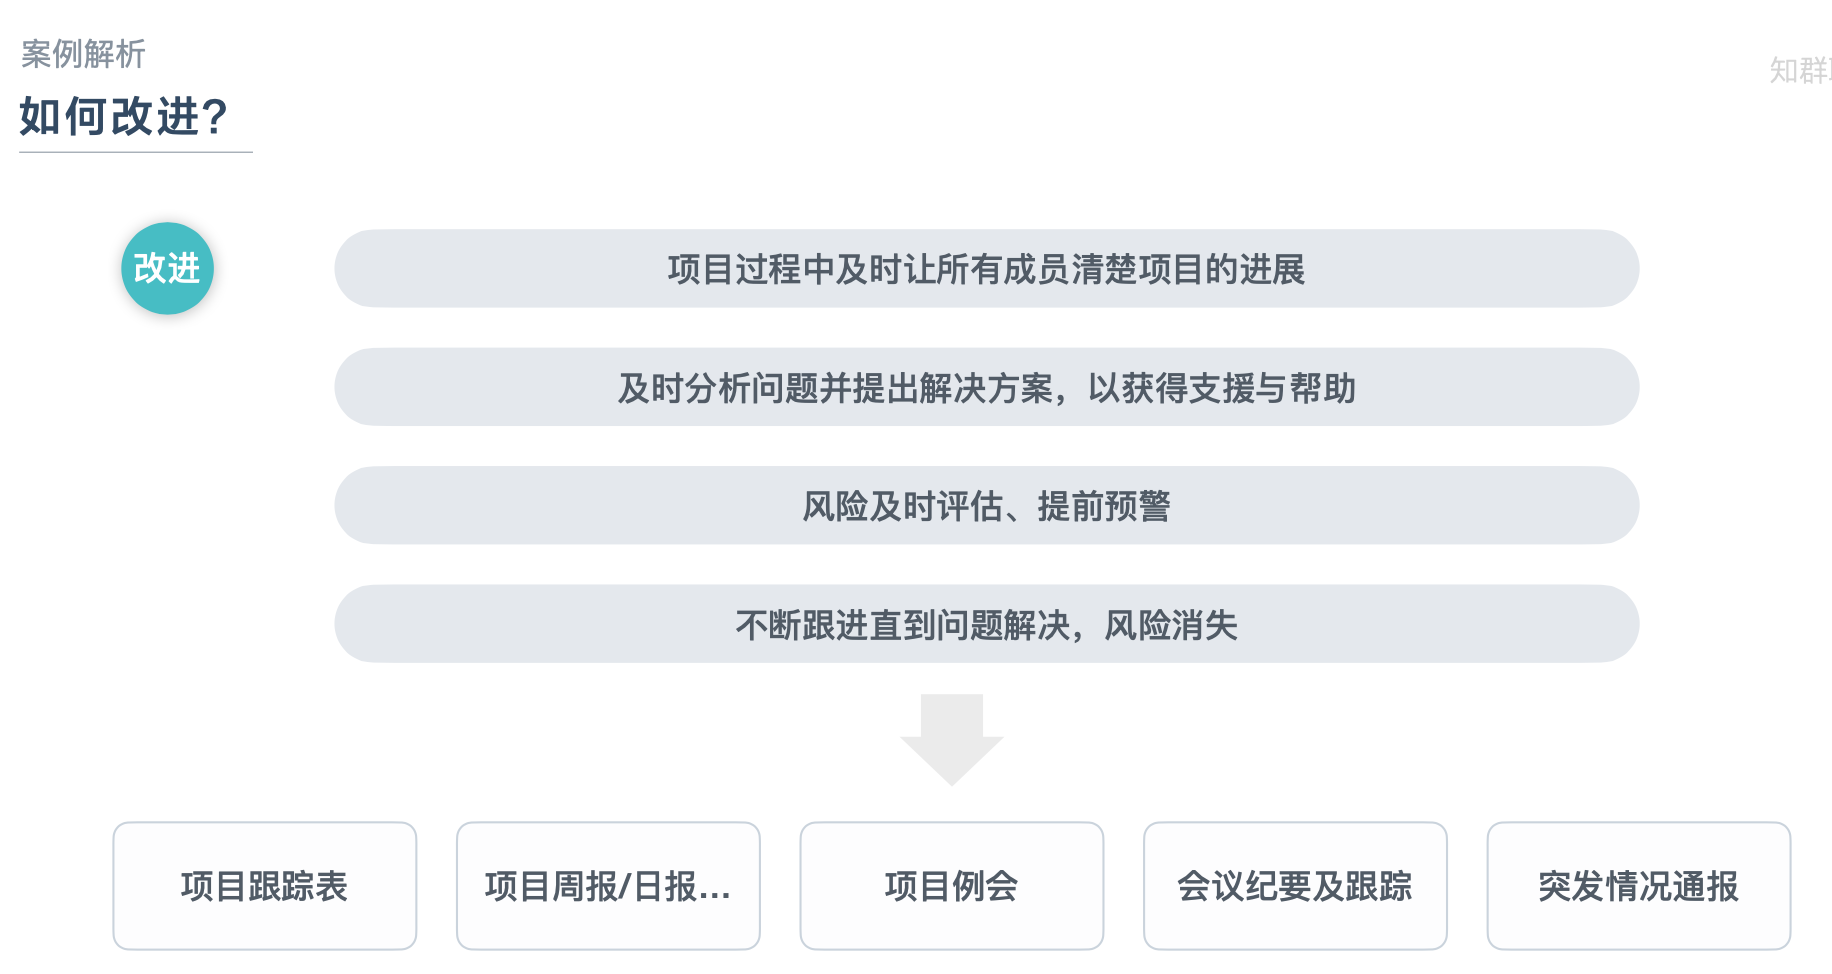 案例解析
知群
如何改进?
改进
项目过程中及时让所有成员清楚项目的进展
及时分析问题并提出解决方案，以获得支援与帮助
风险及时评估、提前预警
不断跟进直到问题解决，风险消失
项目跟踪表
项目周报/日报...
项目例会
会议纪要及跟踪
突发情况通报